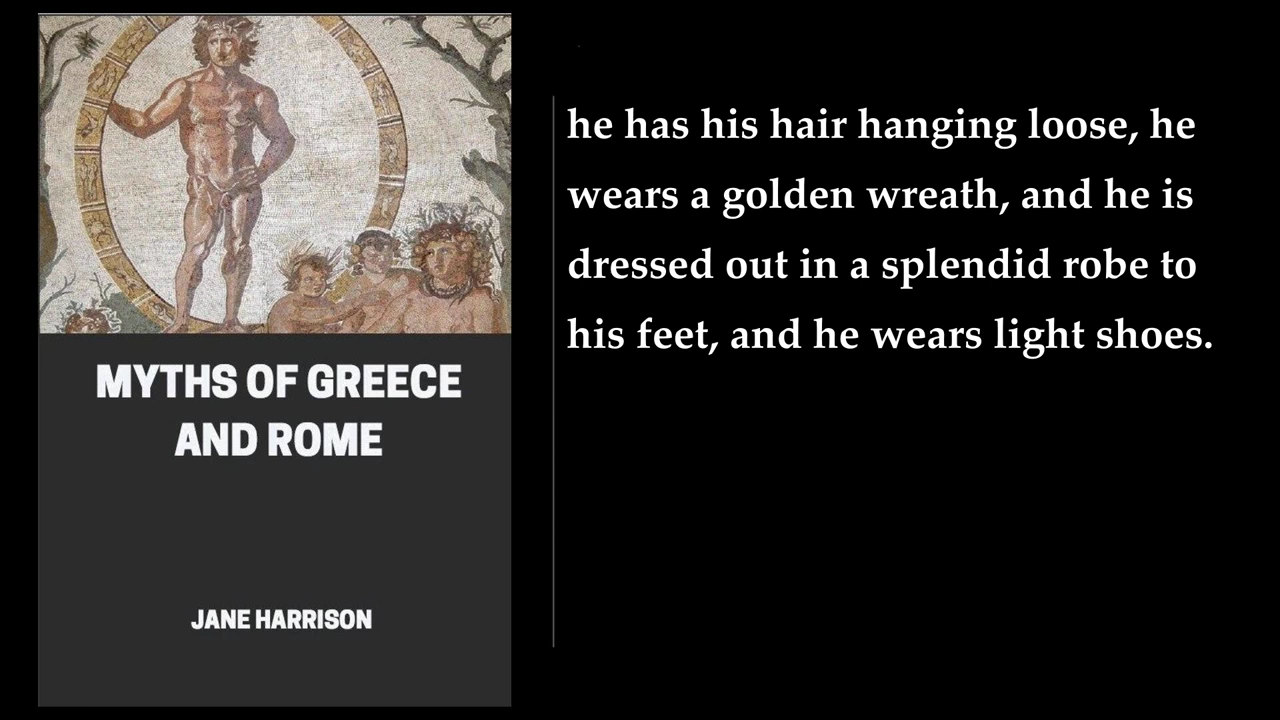 MYTHS OF GREECE
AND ROME
JANE HARRISON
he has his hair hanging loose, he
wears a golden wreath, and he is
dressed out in a splendid robe to
his feet, and he wears light shoes.